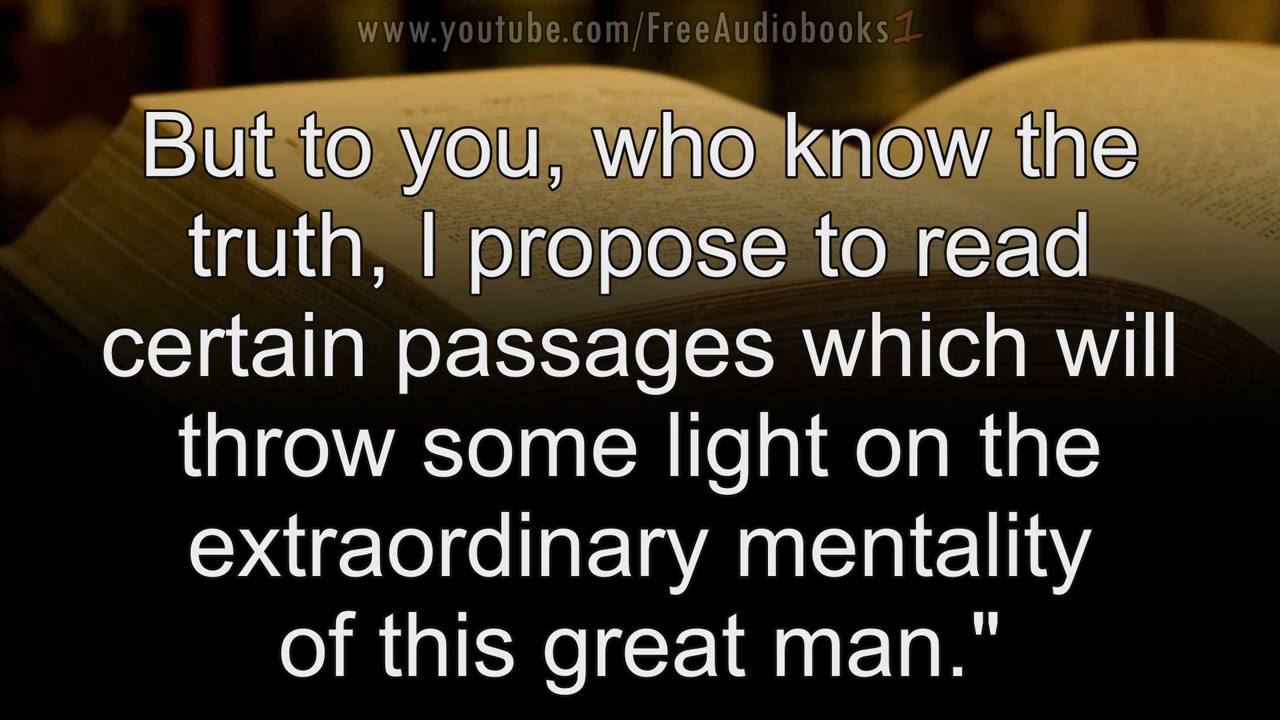 www.youtube.com/FreeAudiobooks1
But to you, who know the
truth, I propose to read
certain passages which will
throw some light on the
extraordinary mentality
of this great man."